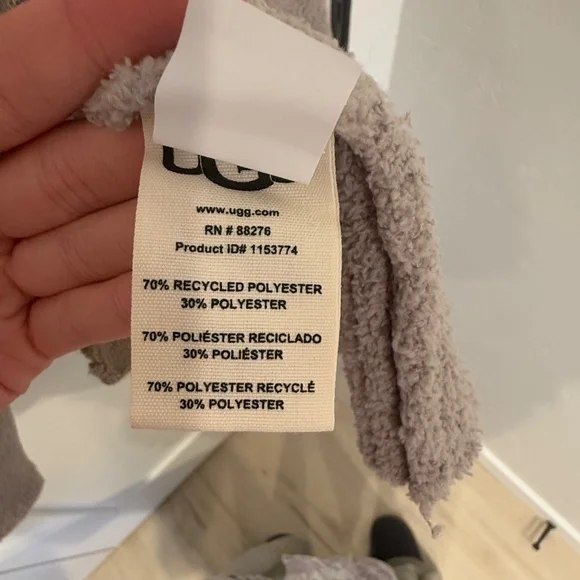 UGG
www.ugg.com
RN # 88276
Product ID# 1153774
70% RECYCLED POLYESTER
30% POLYESTER
70% POLIÉSTER RECICLADO
30% POLIÉSTER
70% POLYESTER RECYCLÉ
30% POLYESTER